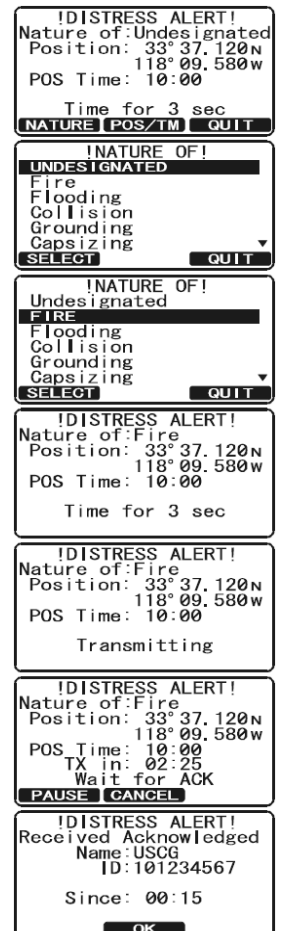 !DISTRESS ALERT!
Nature of:Undesignated
Position: 33°37.120N
118°09.580W
POS Time: 10:00
Time for 3 sec
NATURE POS/TM QUIT
!NATURE OF!
UNDESIGNATED
Fire
Flooding
Collision
Grounding
Capsizing ▼
SELECT QUIT
!NATURE OF!
Undesignated
FIRE
Flooding
Collision
Grounding
Capsizing ▼
SELECT QUIT
!DISTRESS ALERT!
Nature of:Fire
Position: 33°37.120N
118°09.580W
POS Time: 10:00
Time for 3 sec
!DISTRESS ALERT!
Nature of:Fire
Position: 33°37.120N
118°09.580W
POS Time: 10:00
Transmitting
!DISTRESS ALERT!
Nature of:Fire
Position: 33°37.120N
118°09.580W
POS Time: 10:00
TX in: 02:25
Wait for ACK
PAUSE CANCEL
!DISTRESS ALERT!
Received Acknowledged
Name:USCG
ID:101234567
Since: 00:15
OK